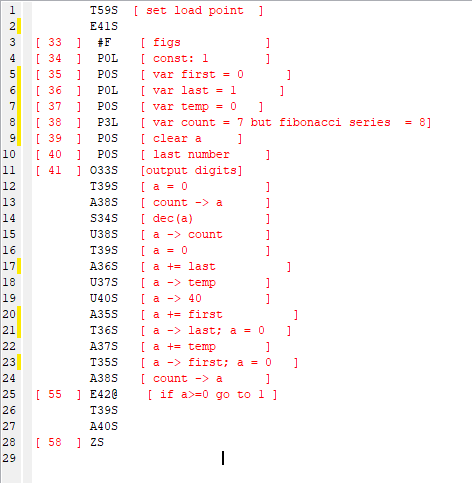 1 T59S [ set load point ]
2 E41S
3 [ 33 ] #F [ figs ]
4 [ 34 ] P0L [ const: 1 ]
5 [ 35 ] P0S [ var first = 0 ]
6 [ 36 ] P0L [ var last = 1 ]
7 [ 37 ] P0S [ var temp = 0 ]
8 [ 38 ] P3L [ var count = 7 but fibonacci series = 8]
9 [ 39 ] P0S [ clear a ]
10 [ 40 ] P0S [ last number ]
11 [ 41 ] O33S [output digits]
12 T39S [ a = 0 ]
13 A38S [ count -> a ]
14 S34S [ dec(a) ]
15 U38S [ a -> count ]
16 T39S [ a = 0 ]
17 A36S [ a += last ]
18 U37S [ a -> temp ]
19 U40S [ a -> 40 ]
20 A35S [ a += first ]
21 T36S [ a -> last; a = 0 ]
22 A37S [ a += temp ]
23 T35S [ a -> first; a = 0 ]
24 A38S [ count -> a ]
25 [ 55 ] E42@ [ if a>=0 go to 1 ]
26 T39S
27 A40S
28 [ 58 ] ZS
29